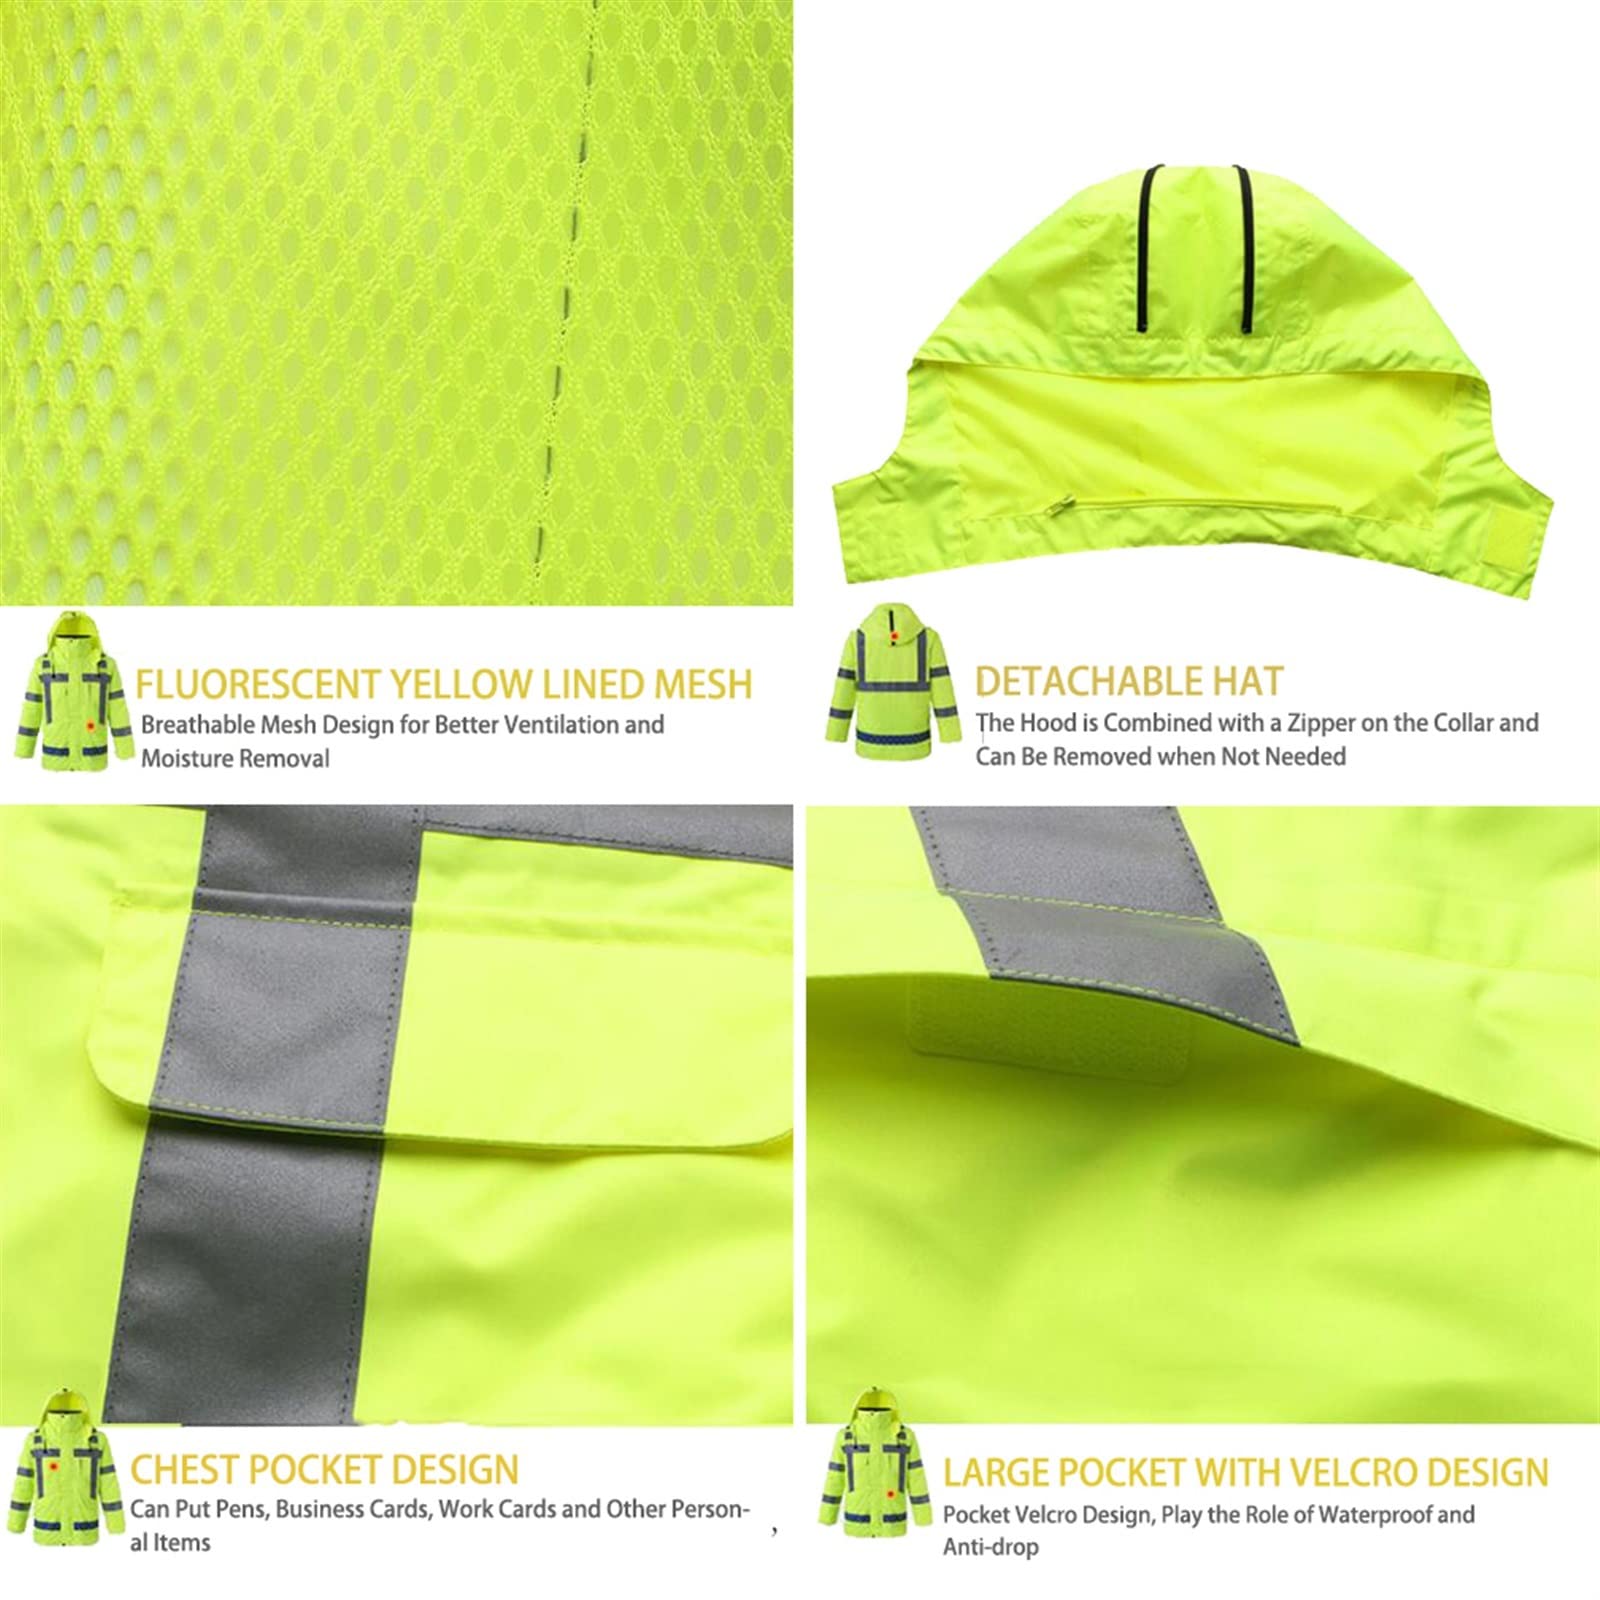 FLUORESCENT YELLOW LINED MESH
Breathable Mesh Design for Better Ventilation and
Moisture Removal
DETACHABLE HAT
The Hood is Combined with a Zipper on the Collar and
Can Be Removed when Not Needed
CHEST POCKET DESIGN
Can Put Pens, Business Cards, Work Cards and Other Person-
al Items
,
LARGE POCKET WITH VELCRO DESIGN
Pocket Velcro Design, Play the Role of Waterproof and
Anti-drop